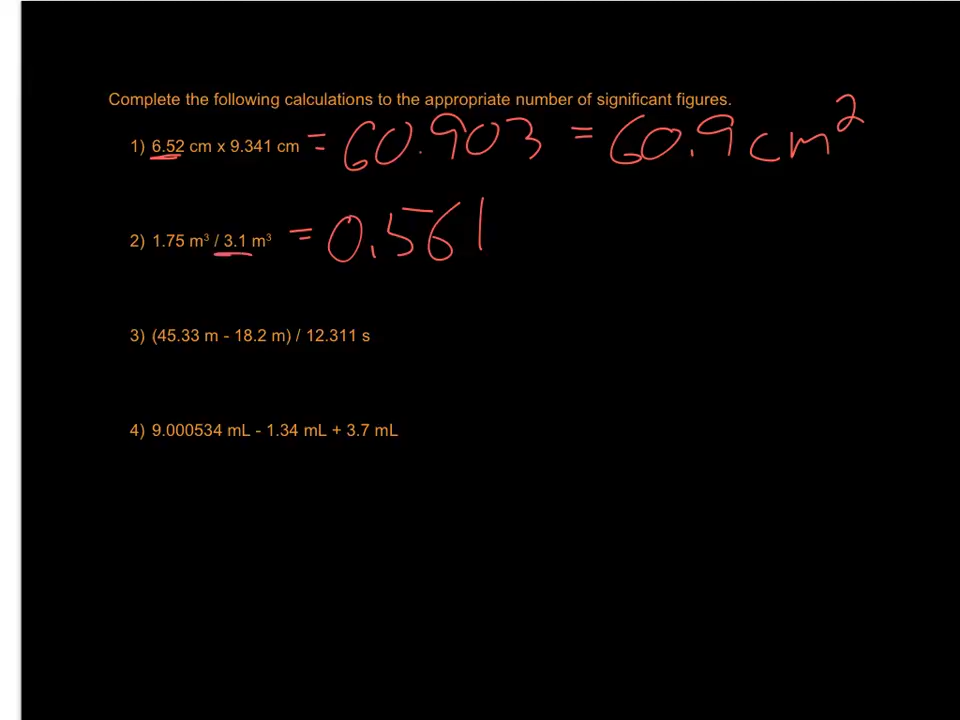 Complete the following calculations to the appropriate number of significant figures.
1) 6.52 cm x 9.341 cm = 60.903 = 60.9 cm²
2) 1.75 m³ / 3.1 m³ = 0.561
3) (45.33 m - 18.2 m) / 12.311 s
4) 9.000534 mL - 1.34 mL + 3.7 mL